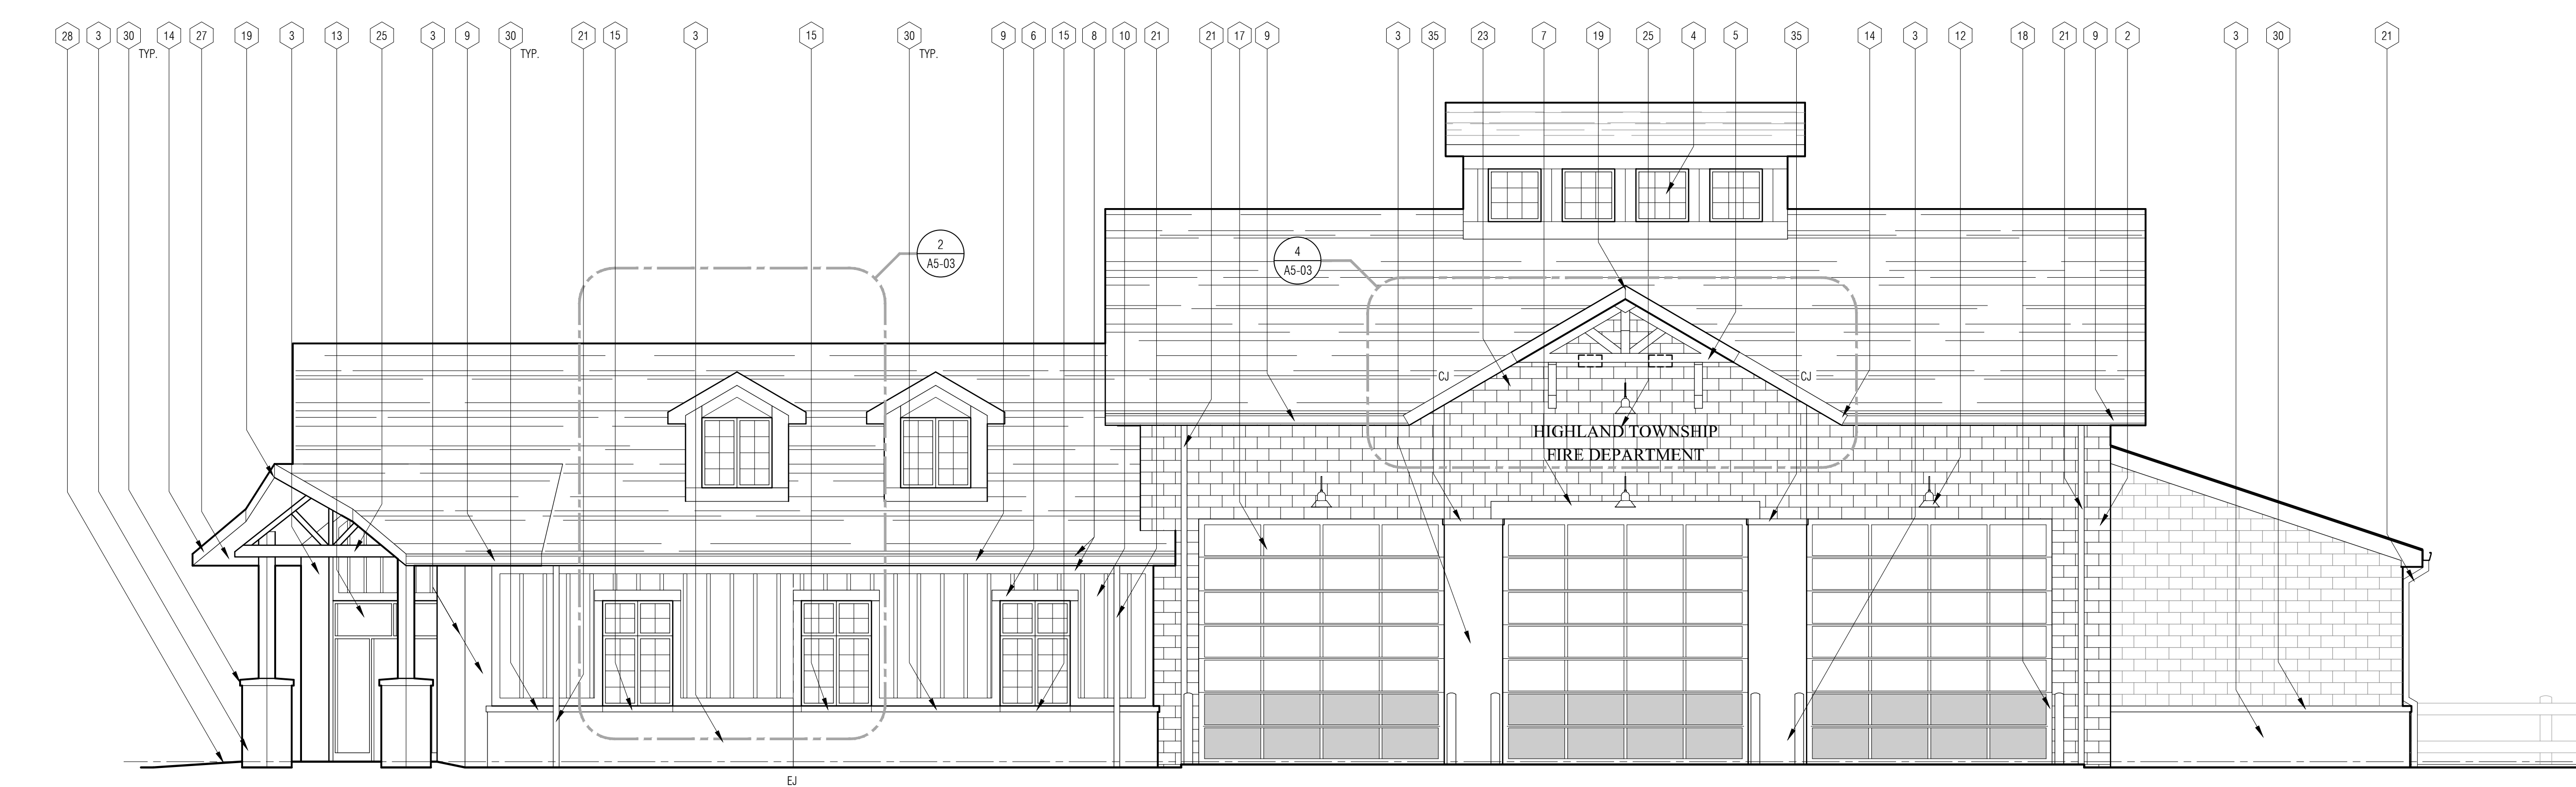 28 3 30 14 27 19 3 13 25 3 9 30 21 15 3 15 30 9 6 15 8 10 21 21 17 9 3 35 23 7 19 25 4 5 35 14 3 12 18 21 9 2 3 30 21
TYP. TYP. TYP.
2
A5-03
4
A5-03
CJ CJ
HIGHLAND TOWNSHIP
FIRE DEPARTMENT
EJ